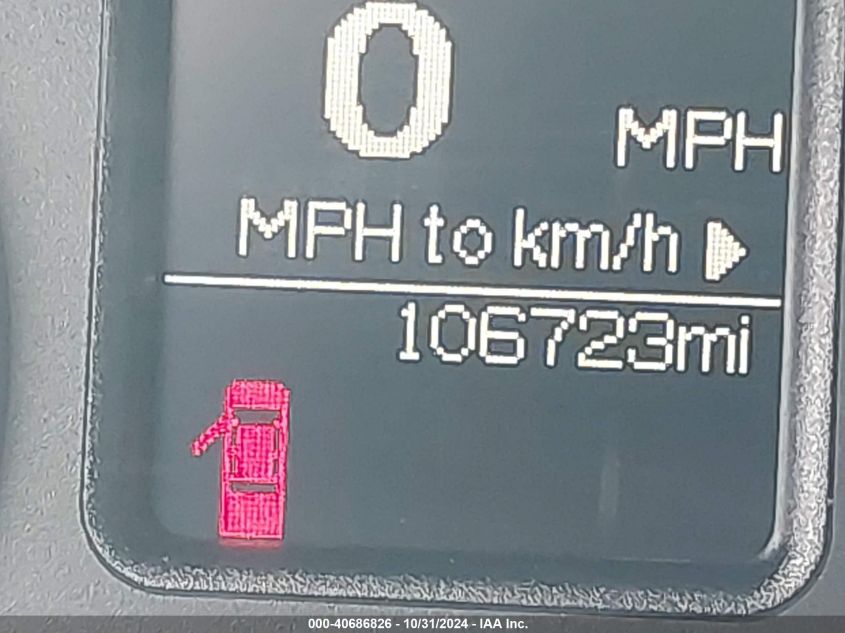 0
MPH
MPH to km/h
106723mi
000-40686826 - 10/31/2024 - IAA Inc.